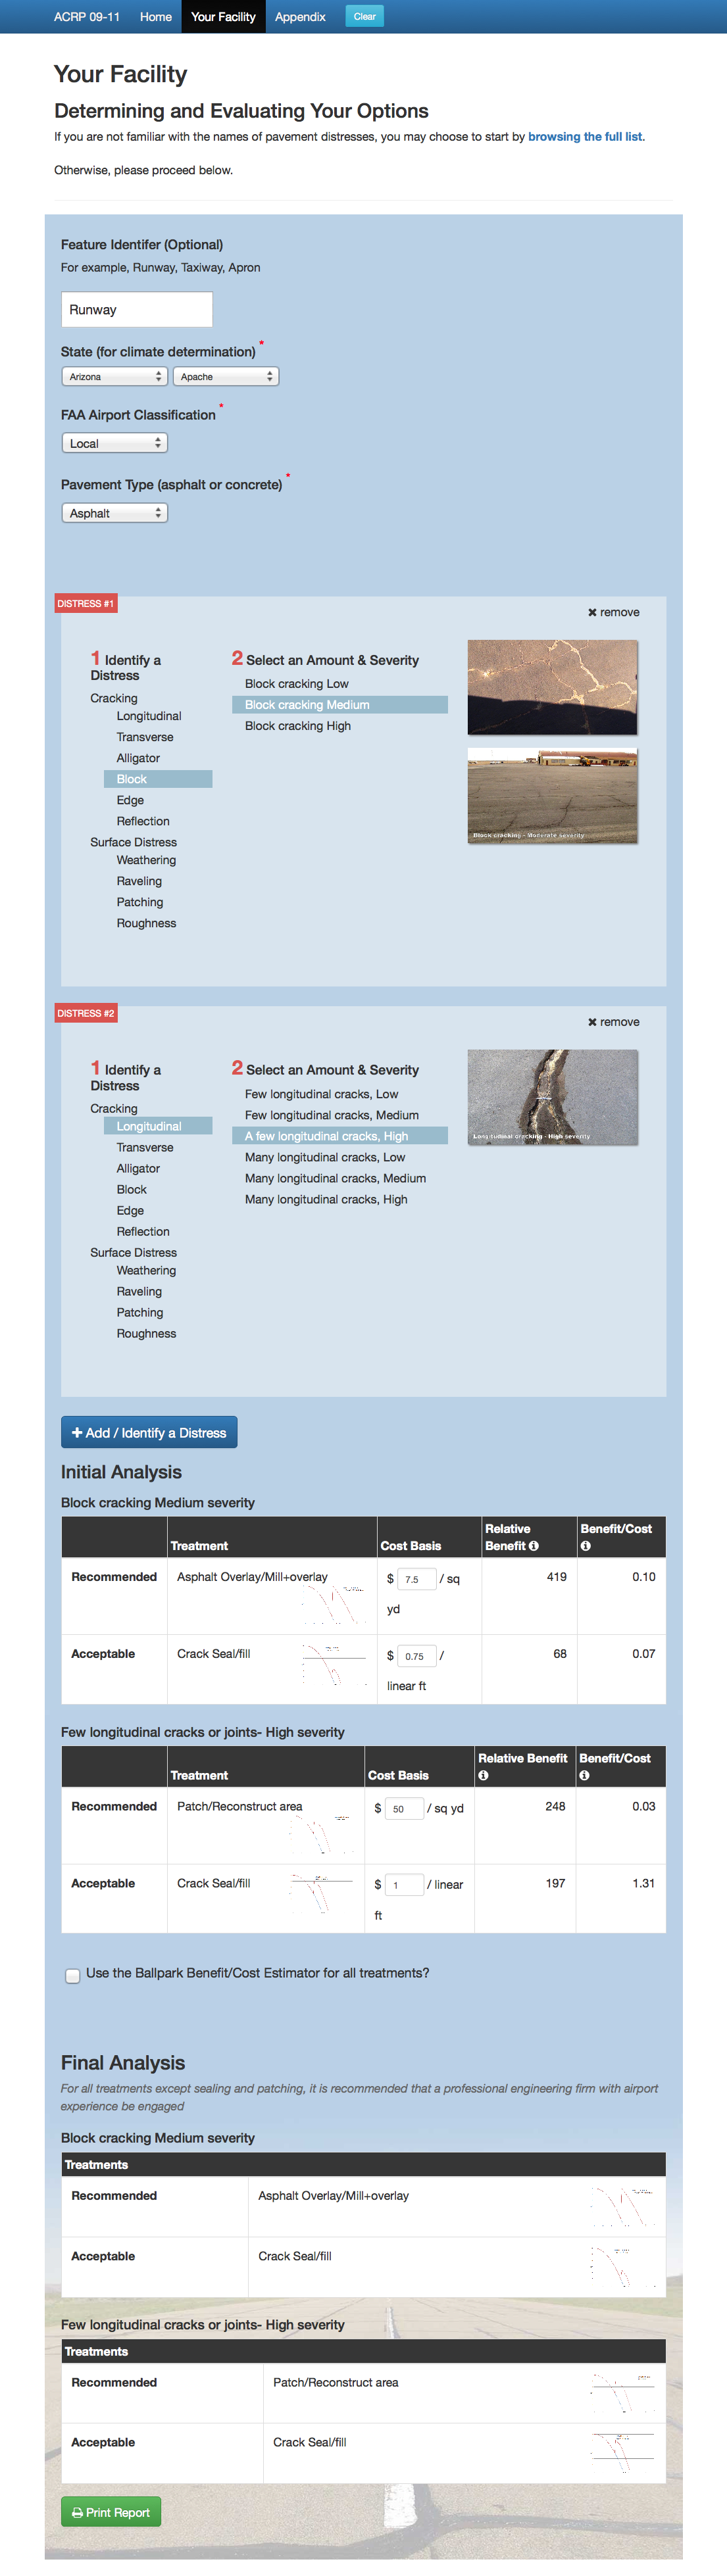 ACRP 09-11 Home Your Facility Appendix Clear
Your Facility
Determining and Evaluating Your Options
If you are not familiar with the names of pavement distresses, you may choose to start by browsing the full list.
Otherwise, please proceed below.
Feature Identifer (Optional)
For example, Runway, Taxiway, Apron
Runway
State (for climate determination) *
Arizona Apache
FAA Airport Classification *
Local
Pavement Type (asphalt or concrete) *
Asphalt
DISTRESS #1
✖ remove
1 Identify a
Distress
Cracking
Longitudinal
Transverse
Alligator
Block
Edge
Reflection
Surface Distress
Weathering
Raveling
Patching
Roughness
2 Select an Amount & Severity
Block cracking Low
Block cracking Medium
Block cracking High
Block cracking - Moderate severity
DISTRESS #2
✖ remove
1 Identify a
Distress
Cracking
Longitudinal
Transverse
Alligator
Block
Edge
Reflection
Surface Distress
Weathering
Raveling
Patching
Roughness
2 Select an Amount & Severity
Few longitudinal cracks, Low
Few longitudinal cracks, Medium
A few longitudinal cracks, High
Many longitudinal cracks, Low
Many longitudinal cracks, Medium
Many longitudinal cracks, High
Longitudinal cracking - High severity
+ Add / Identify a Distress
Initial Analysis
Block cracking Medium severity
Treatment Cost Basis Relative Benefit Benefit/Cost
Recommended Asphalt Overlay/Mill+overlay $ 7.5 / sq yd 419 0.10
Acceptable Crack Seal/fill $ 0.75 / linear ft 68 0.07
Few longitudinal cracks or joints- High severity
Treatment Cost Basis Relative Benefit Benefit/Cost
Recommended Patch/Reconstruct area $ 50 / sq yd 248 0.03
Acceptable Crack Seal/fill $ 1 / linear ft 197 1.31
Use the Ballpark Benefit/Cost Estimator for all treatments?
Final Analysis
For all treatments except sealing and patching, it is recommended that a professional engineering firm with airport
experience be engaged
Block cracking Medium severity
Treatments
Recommended Asphalt Overlay/Mill+overlay
Acceptable Crack Seal/fill
Few longitudinal cracks or joints- High severity
Treatments
Recommended Patch/Reconstruct area
Acceptable Crack Seal/fill
Print Report